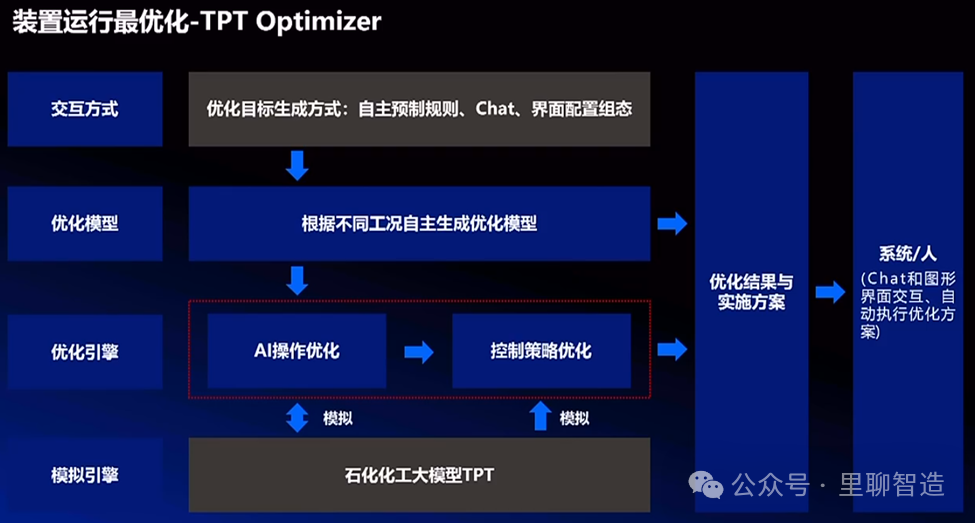 装置运行最优化-TPT Optimizer
交互方式
优化目标生成方式：自主预制规则、Chat、界面配置组态
优化模型
根据不同工况自主生成优化模型
优化引擎
AI操作优化
控制策略优化
模拟
模拟
模拟引擎
石化化工大模型TPT
优化结果与
实施方案
系统/人
(Chat和图形
界面交互、自
动执行优化方
案)
公众号·里聊智造